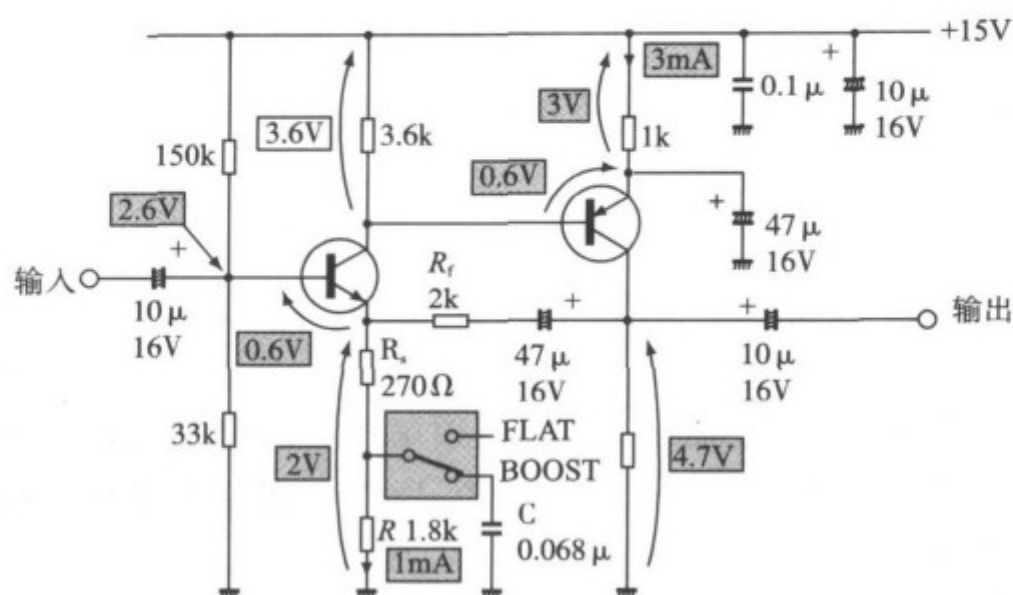 +15V
3mA
0.1 μ
+
10 μ
16V
3V
1k
3.6V
3.6k
150k
0.6V
2.6V
+
47 μ
16V
+
输入
10 μ
16V
R_f
2k
+
47 μ
16V
+
10 μ
16V
输出
0.6V
R_s
270 Ω
33k
2V
FLAT
BOOST
4.7V
R 1.8k
C
0.068 μ
1mA